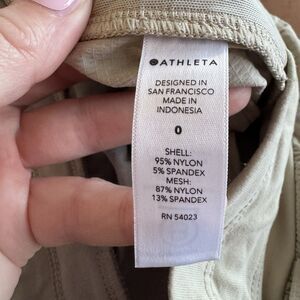 ATHLETA
DESIGNED IN
SAN FRANCISCO
MADE IN
INDONESIA
0
SHELL:
95% NYLON
5% SPANDEX
MESH:
87% NYLON
13% SPANDEX
RN 54023